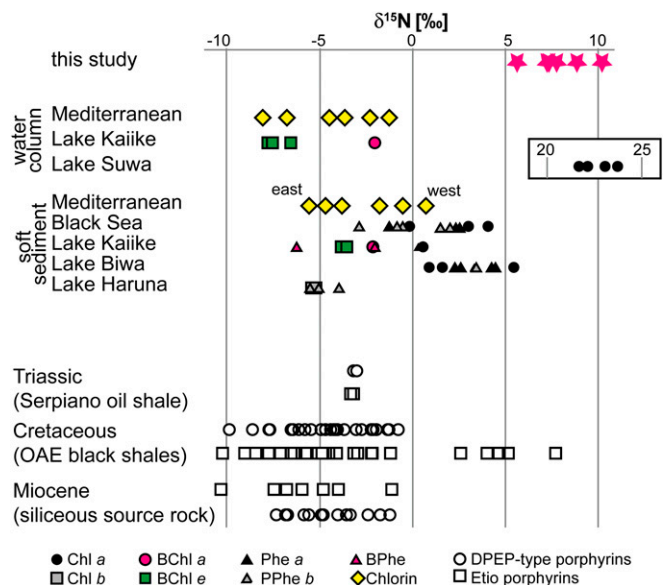 δ¹⁵N [‰]
-10 -5 0 5 10
this study
water column
Mediterranean
Lake Kaiike
Lake Suwa
20 25
soft sediment
east west
Mediterranean
Black Sea
Lake Kaiike
Lake Biwa
Lake Haruna
Triassic
(Serpiano oil shale)
Cretaceous
(OAE black shales)
Miocene
(siliceous source rock)
Chl a BChl a Phe a BPhe DPEP-type porphyrins
Chl b BChl e PPhe b Chlorin Etio porphyrins